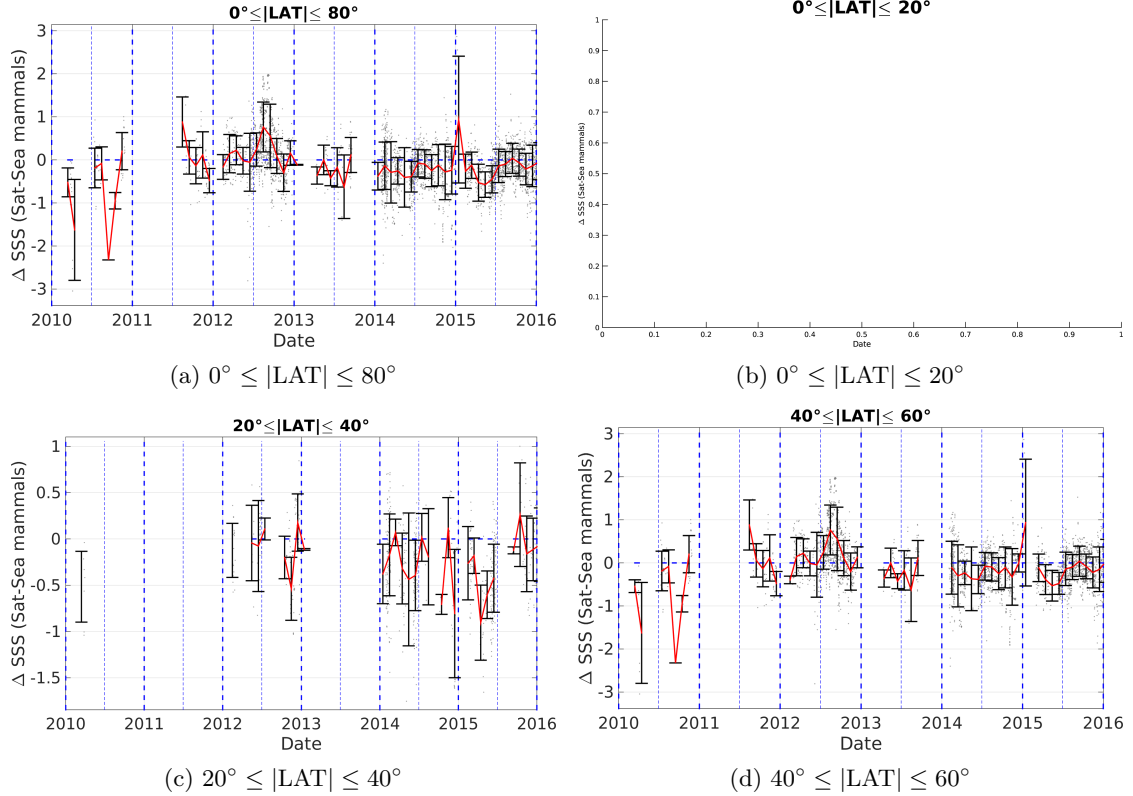 0°≤|LAT|≤ 80°
Δ SSS (Sat-Sea mammals)
3
2
1
0
-1
-2
-3
2010 2011 2012 2013 2014 2015 2016
Date
(a) 0° ≤ |LAT| ≤ 80°
0°≤|LAT|≤ 20°
Δ SSS (Sat-Sea mammals)
1
0.9
0.8
0.7
0.6
0.5
0.4
0.3
0.2
0.1
0
0 0.1 0.2 0.3 0.4 0.5 0.6 0.7 0.8 0.9 1
Date
(b) 0° ≤ |LAT| ≤ 20°
20°≤|LAT|≤ 40°
Δ SSS (Sat-Sea mammals)
1
0.5
0
-0.5
-1
-1.5
2010 2011 2012 2013 2014 2015 2016
Date
(c) 20° ≤ |LAT| ≤ 40°
40°≤|LAT|≤ 60°
Δ SSS (Sat-Sea mammals)
3
2
1
0
-1
-2
-3
2010 2011 2012 2013 2014 2015 2016
Date
(d) 40° ≤ |LAT| ≤ 60°